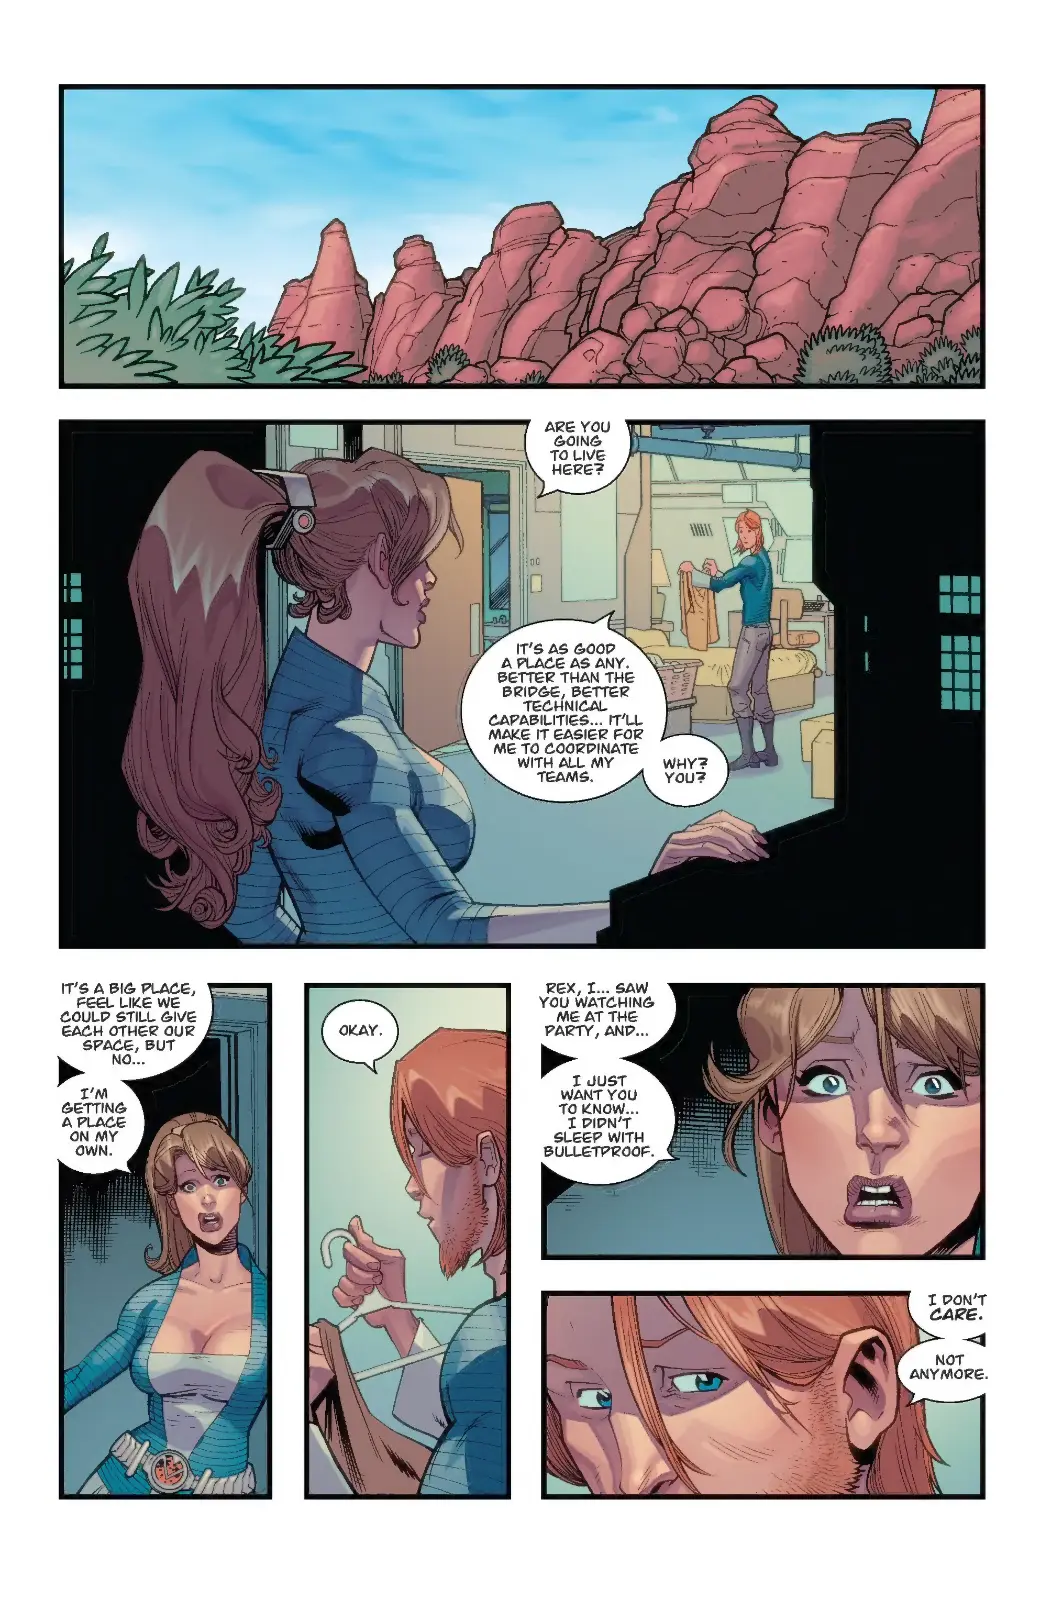 ARE YOU
GOING
TO LIVE
HERE?
IT'S AS GOOD
A PLACE AS ANY.
BETTER THAN THE
BRIDGE, BETTER
TECHNICAL
CAPABILITIES... IT'LL
MAKE IT EASIER FOR
ME TO COORDINATE
WITH ALL MY
TEAMS.
WHY?
YOU?
IT'S A BIG PLACE,
FEEL LIKE WE
COULD STILL GIVE
EACH OTHER OUR
SPACE, BUT
NO...
I'M
GETTING
A PLACE
ON MY
OWN.
OKAY.
REX, I... SAW
YOU WATCHING
ME AT THE
PARTY, AND...
I JUST
WANT YOU
TO KNOW...
I DIDN'T
SLEEP WITH
BULLETPROOF.
I DON'T
CARE.
NOT
ANYMORE.